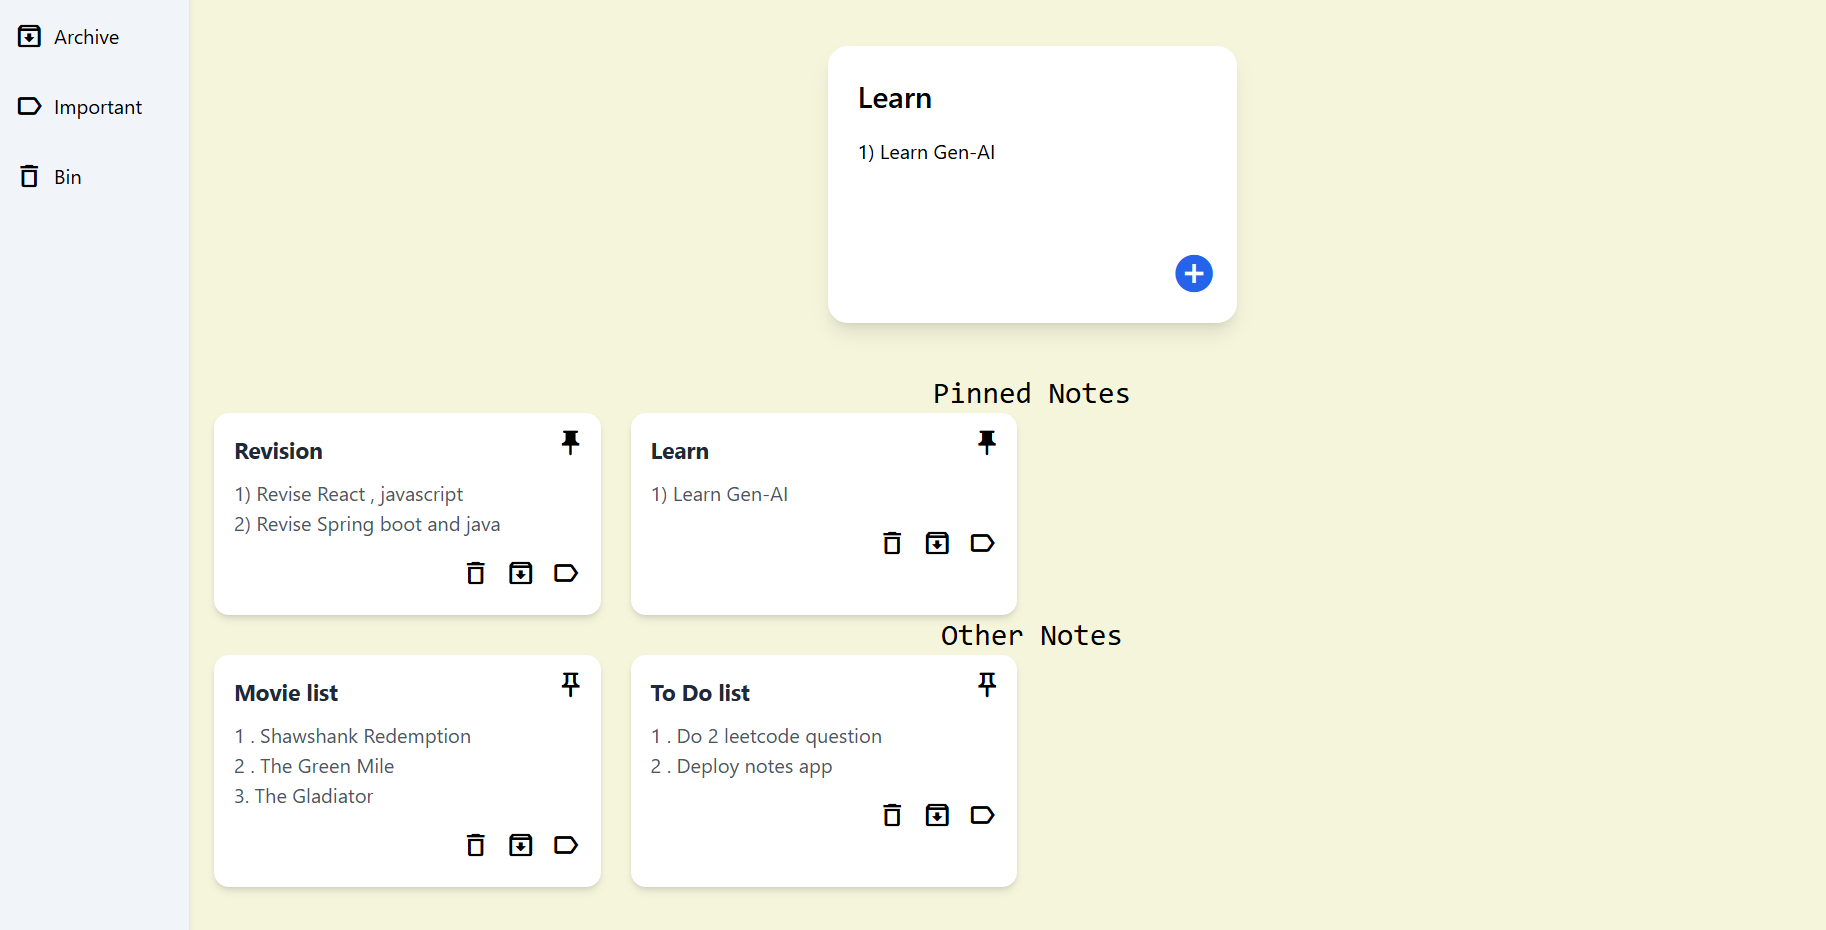 Archive
Important
Bin
Learn
1) Learn Gen-AI
Pinned Notes
Revision
1) Revise React , javascript
2) Revise Spring boot and java
Learn
1) Learn Gen-AI
Other Notes
Movie list
1 . Shawshank Redemption
2 . The Green Mile
3. The Gladiator
To Do list
1 . Do 2 leetcode question
2 . Deploy notes app